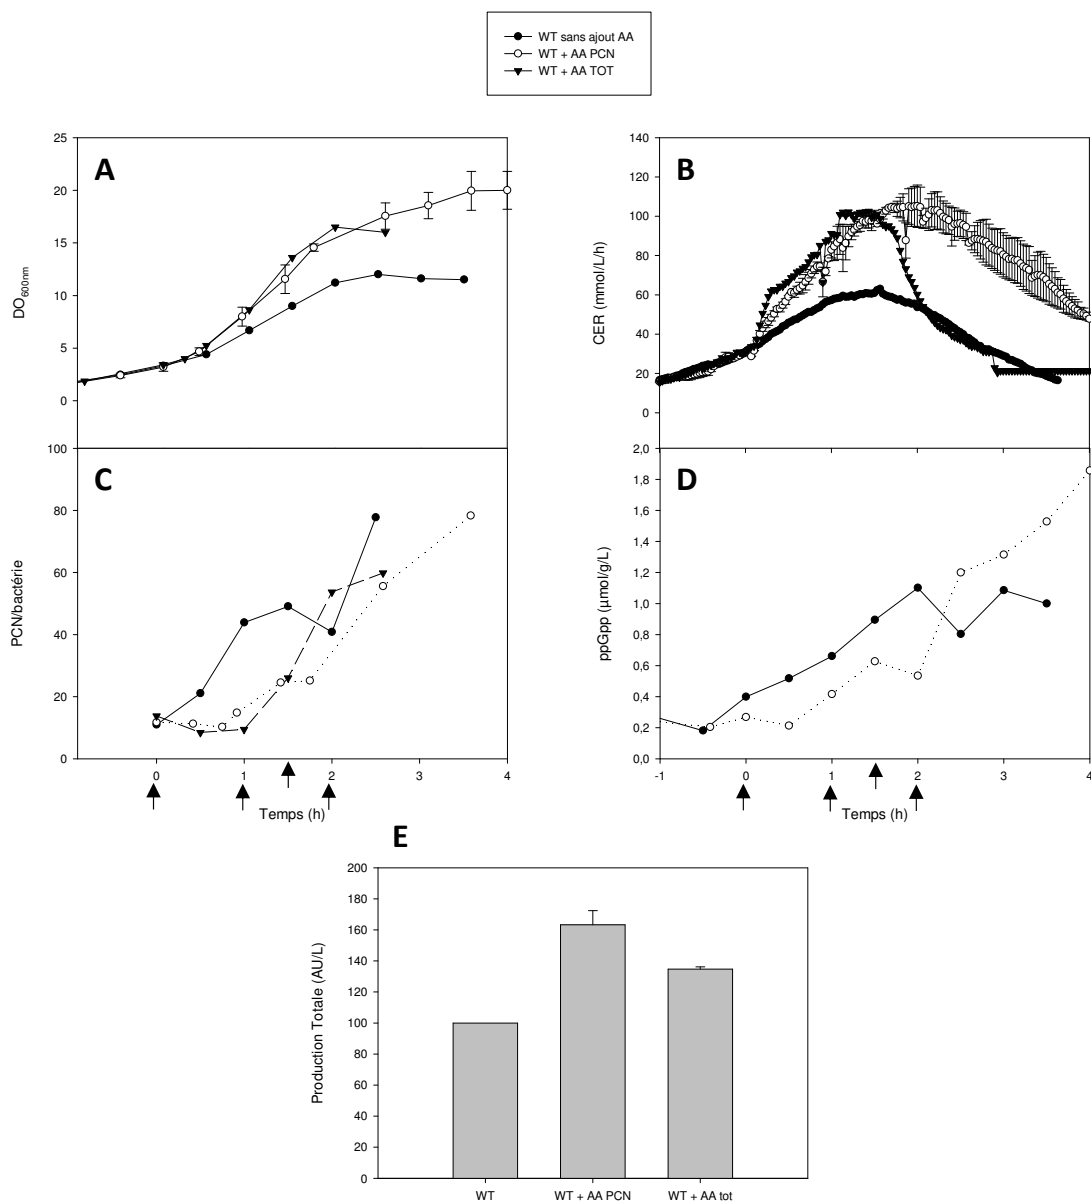 WT sans ajout AA
WT + AA PCN
WT + AA TOT
A
B
25
20
15
10
5
0
DO600nm
140
120
100
80
60
40
20
0
CER (mmol/L/h)
C
D
100
80
60
40
20
0
PCN/bactérie
0 1 2 3 4
Temps (h)
2,0
1,8
1,6
1,4
1,2
1,0
0,8
0,6
0,4
0,2
0,0
ppGpp (µmol/g/L)
-1 0 1 2 3 4
Temps (h)
E
200
180
160
140
120
100
80
60
40
20
0
Production Totale (AU/L)
WT WT + AA PCN WT + AA tot